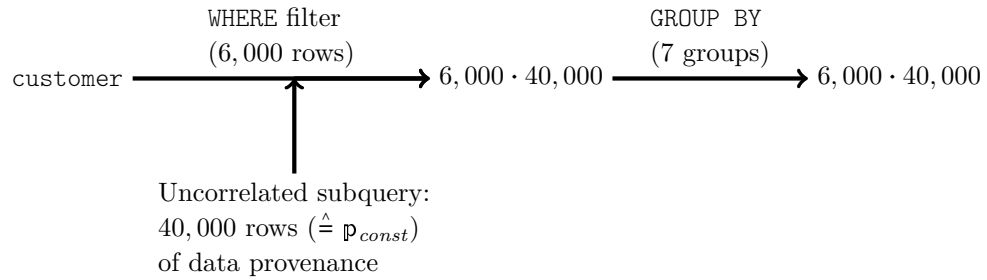 WHERE filter
(6,000 rows)
GROUP BY
(7 groups)
customer
6,000 · 40,000
6,000 · 40,000
Uncorrelated subquery:
40,000 rows (≙ 𝕡const)
of data provenance